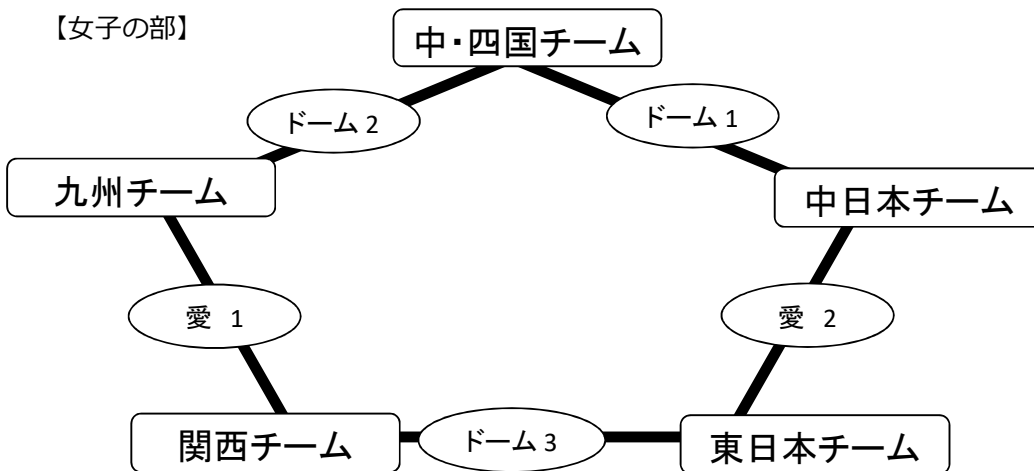 【女子の部】
中・四国チーム
ドーム 2
ドーム 1
九州チーム
中日本チーム
愛 1
愛 2
関西チーム
ドーム 3
東日本チーム